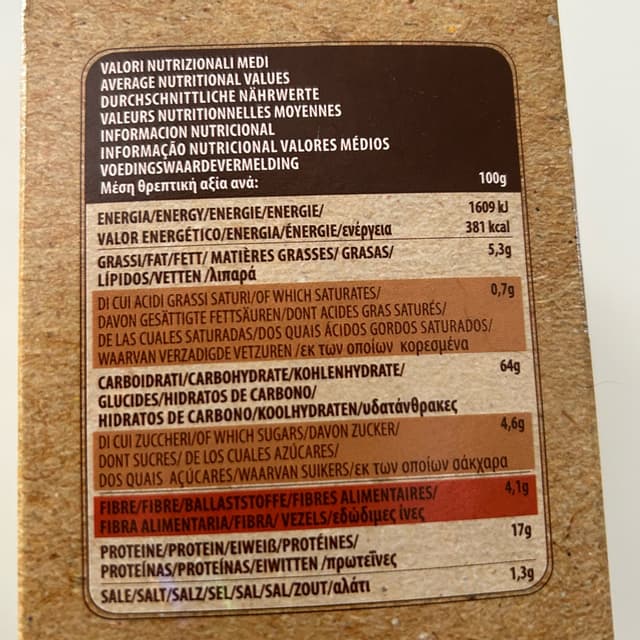 VALORI NUTRIZIONALI MEDI
AVERAGE NUTRITIONAL VALUES
DURCHSCHNITTLICHE NÄHRWERTE
VALEURS NUTRITIONNELLES MOYENNES
INFORMACION NUTRICIONAL
INFORMAÇÃO NUTRICIONAL VALORES MÉDIOS
VOEDINGSWAARDEVERMELDING
Μέση θρεπτική αξία ανά: 100g
ENERGIA/ENERGY/ENERGIE/ENERGIE/ 1609 kJ
VALOR ENERGÉTICO/ENERGIA/ÉNERGIE/ενέργεια 381 kcal
GRASSI/FAT/FETT/ MATIÈRES GRASSES/ GRASAS/ 5,3g
LÍPIDOS/VETTEN /λιπαρά
DI CUI ACIDI GRASSI SATURI/OF WHICH SATURATES/ 0,7g
DAVON GESÄTTIGTE FETTSÄUREN/DONT ACIDES GRAS SATURÉS/
DE LAS CUALES SATURADAS/DOS QUAIS ÁCIDOS GORDOS SATURADOS/
WAARVAN VERZADIGDE VETZUREN /εκ των οποίων κορεσμένα
CARBOIDRATI/CARBOHYDRATE/KOHLENHYDRATE/ 64g
GLUCIDES/HIDRATOS DE CARBONO/
HIDRATOS DE CARBONO/KOOLHYDRATEN/υδατάνθρακες
DI CUI ZUCCHERI/OF WHICH SUGARS/DAVON ZUCKER/ 4,6g
DONT SUCRES/ DE LOS CUALES AZÚCARES/
DOS QUAIS AÇÚCARES/WAARVAN SUIKERS/εκ των οποίων σάκχαρα
FIBRE/FIBRE/BALLASTSTOFFE/FIBRES ALIMENTAIRES/ 4,1g
FIBRA ALIMENTARIA/FIBRA/ VEZELS/εδώδιμες ίνες
PROTEINE/PROTEIN/EIWEIß/PROTÉINES/ 17g
PROTEÍNAS/PROTEÍNAS/EIWITTEN /πρωτεΐνες
SALE/SALT/SALZ/SEL/SAL/SAL/ZOUT/αλάτι 1,3g